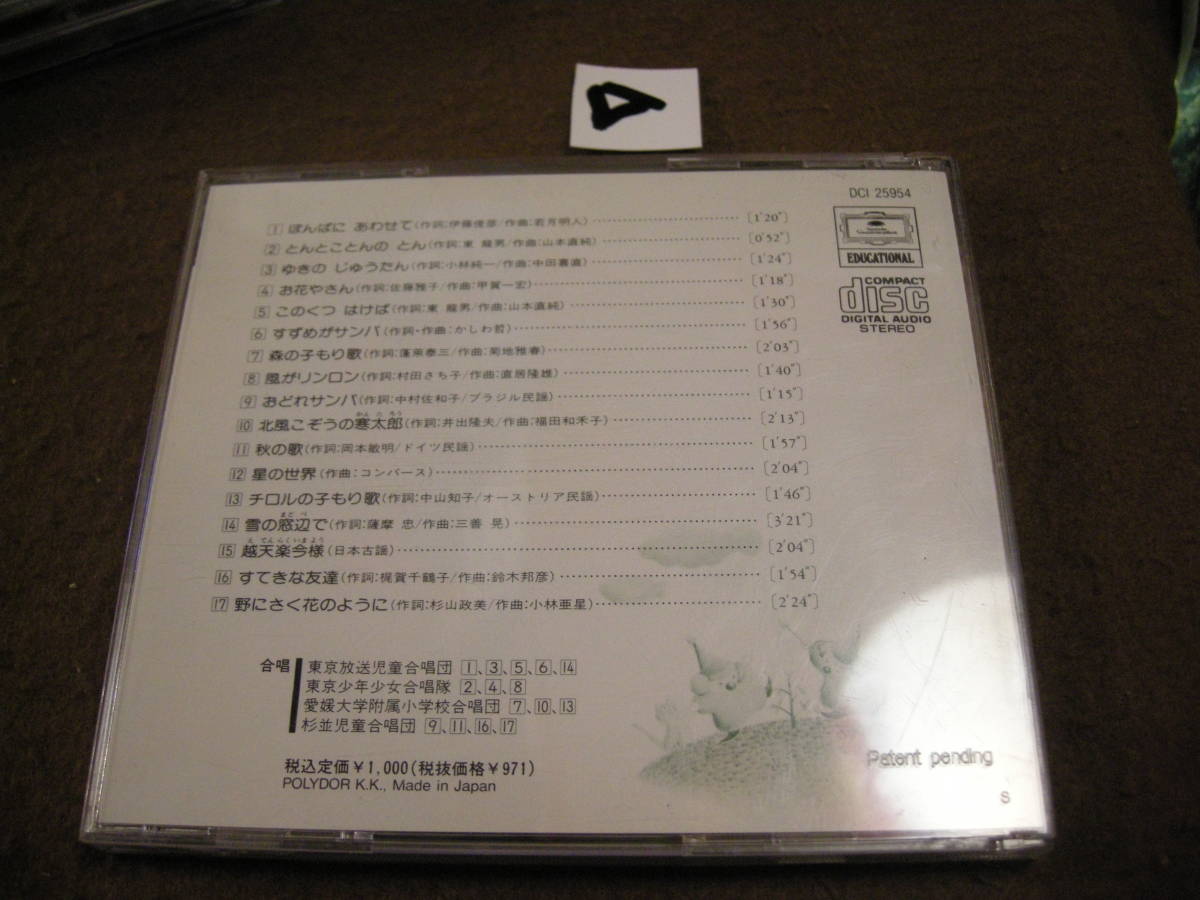 DCI 25954
1 ぽんぱに あわせて(作詞:伊藤俊彦/作曲:若月明人)……〔1'20"〕
2 とんとことんの とん(作詞:東 龍男/作曲:山本直純)……〔0'52"〕
3 ゆきの じゅうたん(作詞:小林純一/作曲:中田喜直)……〔1'24"〕
4 お花やさん(作詞:佐藤雅子/作曲:甲賀一宏)……〔1'18"〕
5 このくつ はけば(作詞:東 龍男/作曲:山本直純)……〔1'30"〕
6 すずめがサンバ(作詞・作曲:かしわ哲)……〔1'56"〕
7 森の子もり歌(作詞:蓬莱泰三/作曲:菊地雅春)……〔2'03"〕
8 風がリンロン(作詞:村田さち子/作曲:直居隆雄)……〔1'40"〕
9 おどれサンバ(作詞:中村佐和子/ブラジル民謡)……〔1'15"〕
かん た ろう
10 北風こぞうの寒太郎(作詞:井出隆夫/作曲:福田和禾子)……〔2'13"〕
11 秋の歌(作詞:岡本敏明/ドイツ民謡)……〔1'57"〕
12 星の世界(作曲:コンバース)……〔2'04"〕
13 チロルの子もり歌(作詞:中山知子/オーストリア民謡)……〔1'46"〕
まど べ
14 雪の窓辺で(作詞:薩摩 忠/作曲:三善 晃)……〔3'21"〕
え てん らく いま よう
15 越天楽今様(日本古謡)……〔2'04"〕
16 すてきな友達(作詞:梶賀千鶴子/作曲:鈴木邦彦)……〔1'54"〕
17 野にさく花のように(作詞:杉山政美/作曲:小林亜星)……〔2'24"〕
EDUCATIONAL
COMPACT
disc
DIGITAL AUDIO
STEREO
合唱 東京放送児童合唱団 1、3、5、6、14
東京少年少女合唱隊 2、4、8
愛媛大学附属小学校合唱団 7、10、13
杉並児童合唱団 9、11、16、17
税込定価￥1,000(税抜価格￥971)
POLYDOR K.K., Made in Japan
Patent pending
S